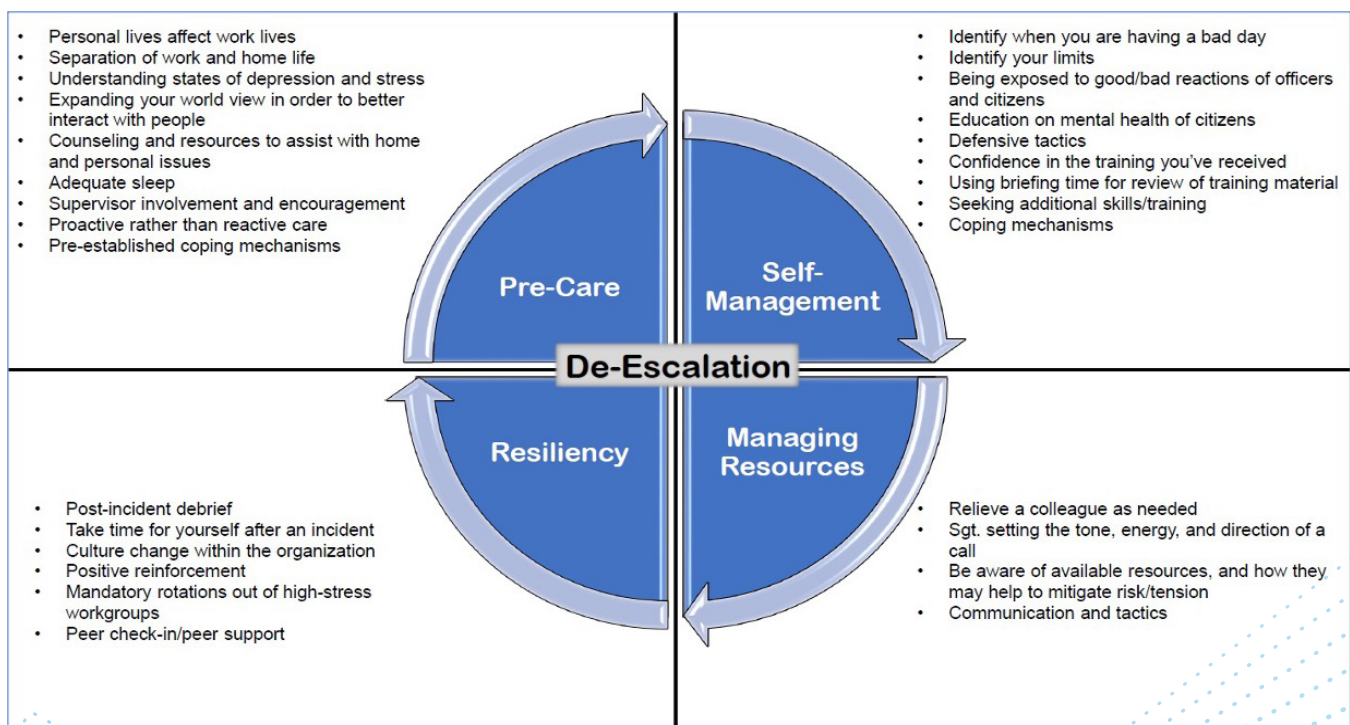 • Personal lives affect work lives
• Separation of work and home life
• Understanding states of depression and stress
• Expanding your world view in order to better
interact with people
• Counseling and resources to assist with home
and personal issues
• Adequate sleep
• Supervisor involvement and encouragement
• Proactive rather than reactive care
• Pre-established coping mechanisms
• Identify when you are having a bad day
• Identify your limits
• Being exposed to good/bad reactions of officers
and citizens
• Education on mental health of citizens
• Defensive tactics
• Confidence in the training you've received
• Using briefing time for review of training material
• Seeking additional skills/training
• Coping mechanisms
Pre-Care
Self-
Management
De-Escalation
Resiliency
Managing
Resources
• Post-incident debrief
• Take time for yourself after an incident
• Culture change within the organization
• Positive reinforcement
• Mandatory rotations out of high-stress
workgroups
• Peer check-in/peer support
• Relieve a colleague as needed
• Sgt. setting the tone, energy, and direction of a
call
• Be aware of available resources, and how they
may help to mitigate risk/tension
• Communication and tactics